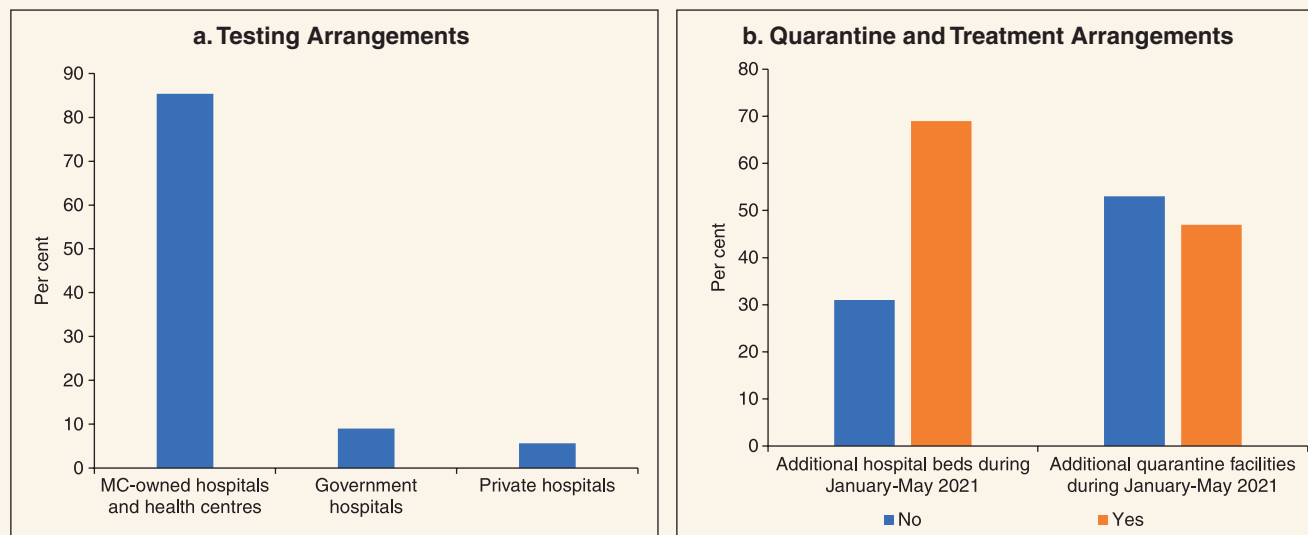 a. Testing Arrangements
Per cent
90
80
70
60
50
40
30
20
10
0
MC-owned hospitals
and health centres
Government
hospitals
Private hospitals
b. Quarantine and Treatment Arrangements
Per cent
80
70
60
50
40
30
20
10
0
Additional hospital beds during
January-May 2021
Additional quarantine facilities
during January-May 2021
No
Yes